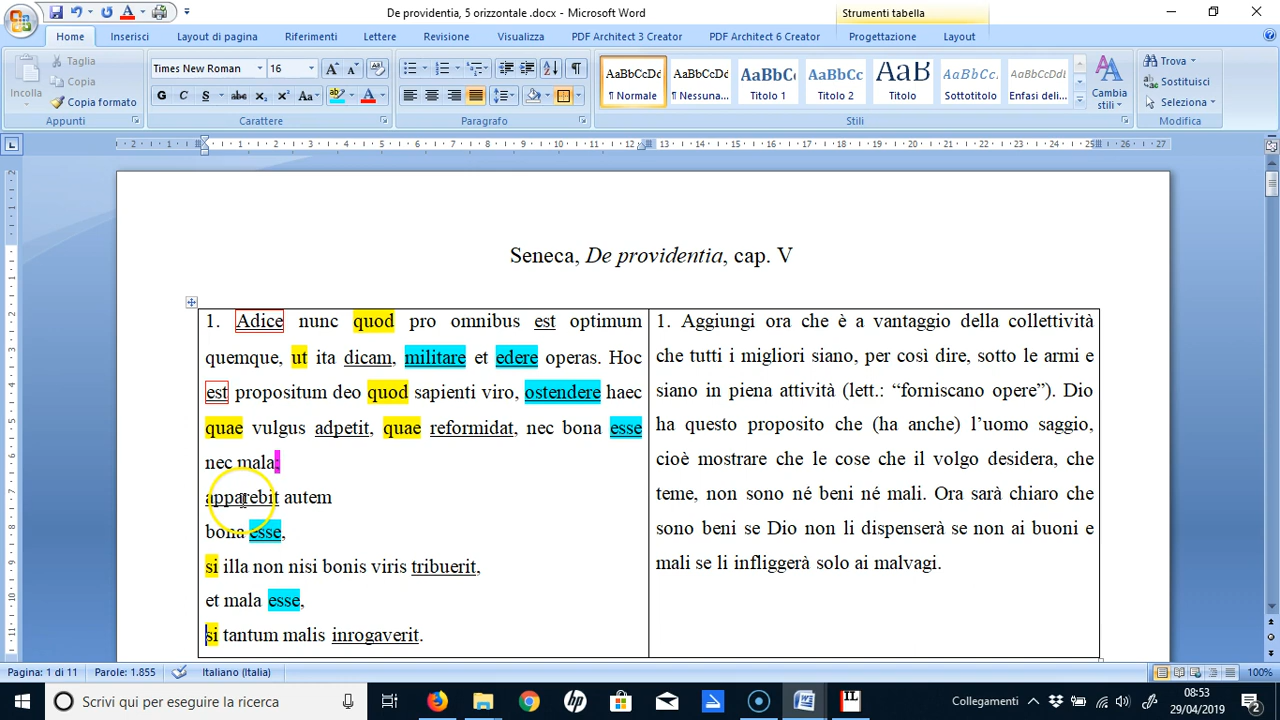 De providentia, 5 orizzontale .docx - Microsoft Word
Strumenti tabella
Home Inserisci Layout di pagina Riferimenti Lettere Revisione Visualizza PDF Architect 3 Creator PDF Architect 6 Creator Progettazione Layout
Incolla
Taglia
Copia
Copia formato
Times New Roman 16
AaBbCcDd AaBbCcDd AaBbC AaBbCc AaB AaBbCc AaBbCcDd
¶ Normale ¶ Nessuna... Titolo 1 Titolo 2 Titolo Sottotitolo Enfasi deli...
Cambia stili
Trova
Sostituisci
Seleziona
Appunti Carattere Paragrafo Stili Modifica
Seneca, De providentia, cap. V
1. Adice nunc quod pro omnibus est optimum
quemque, ut ita dicam, militare et edere operas. Hoc
est propositum deo quod sapienti viro, ostendere haec
quae vulgus adpetit, quae reformidat, nec bona esse
nec mala;
apparebit autem
bona esse,
si illa non nisi bonis viris tribuerit,
et mala esse,
si tantum malis inrogaverit.
1. Aggiungi ora che è a vantaggio della collettività
che tutti i migliori siano, per così dire, sotto le armi e
siano in piena attività (lett.: “forniscano opere”). Dio
ha questo proposito che (ha anche) l’uomo saggio,
cioè mostrare che le cose che il volgo desidera, che
teme, non sono né beni né mali. Ora sarà chiaro che
sono beni se Dio non li dispenserà se non ai buoni e
mali se li infliggerà solo ai malvagi.
Pagina: 1 di 11 Parole: 1.855 Italiano (Italia) 100%
Scrivi qui per eseguire la ricerca
Collegamenti
08:53
29/04/2019